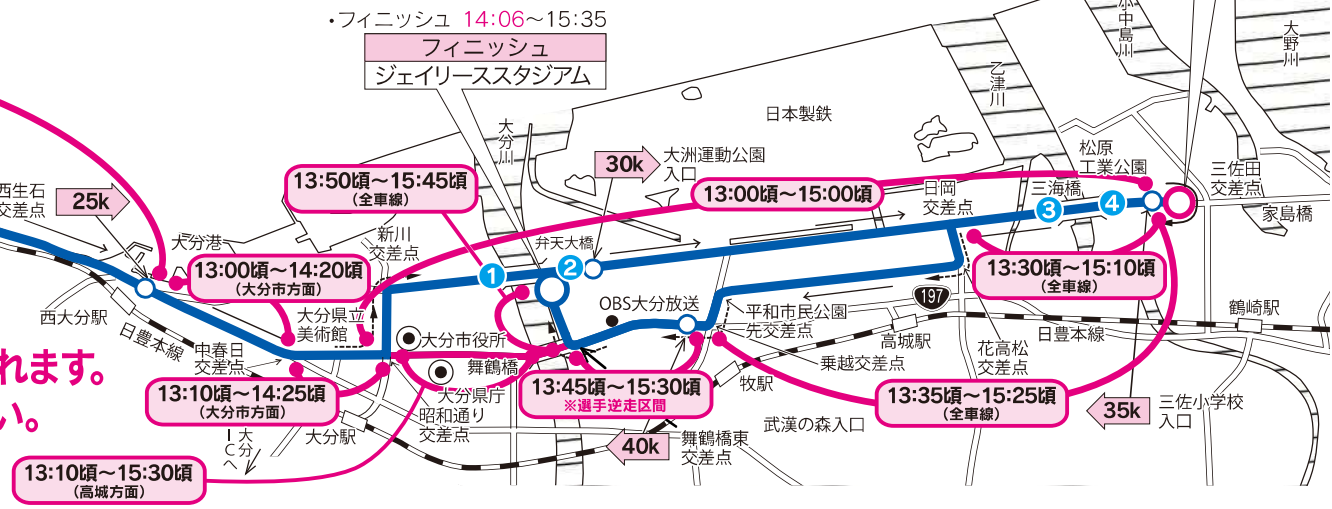 ・フィニッシュ 14:06～15:35
フィニッシュ
ジェイリーススタジアム
小中島川
大野川
乙津川
日本製鉄
大分川
30k
大洲運動公園
入口
松原
工業公園
三佐田
交差点
西生石
交差点
25k
13:50頃～15:45頃
（全車線）
13:00頃～15:00頃
日岡
交差点
三海橋
3
4
家島橋
大分港
新川
交差点
弁天大橋
1
2
13:00頃～14:20頃
（大分市方面）
13:30頃～15:10頃
（全車線）
大分県立
美術館
OBS大分放送
197
西大分駅
日豊本線
大分市役所
平和市民公園
先交差点
高城駅
日豊本線
鶴崎駅
れます。
中春日
交差点
舞鶴橋
乗越交差点
花高松
交差点
い。
13:10頃～14:25頃
（大分市方面）
大分県庁
13:45頃～15:30頃
※選手逆走区間
牧駅
13:35頃～15:25頃
（全車線）
昭和通り
交差点
大分駅
大分ICへ
武漢の森入口
35k
三佐小学校
入口
40k
舞鶴橋東
交差点
13:10頃～15:30頃
（高城方面）